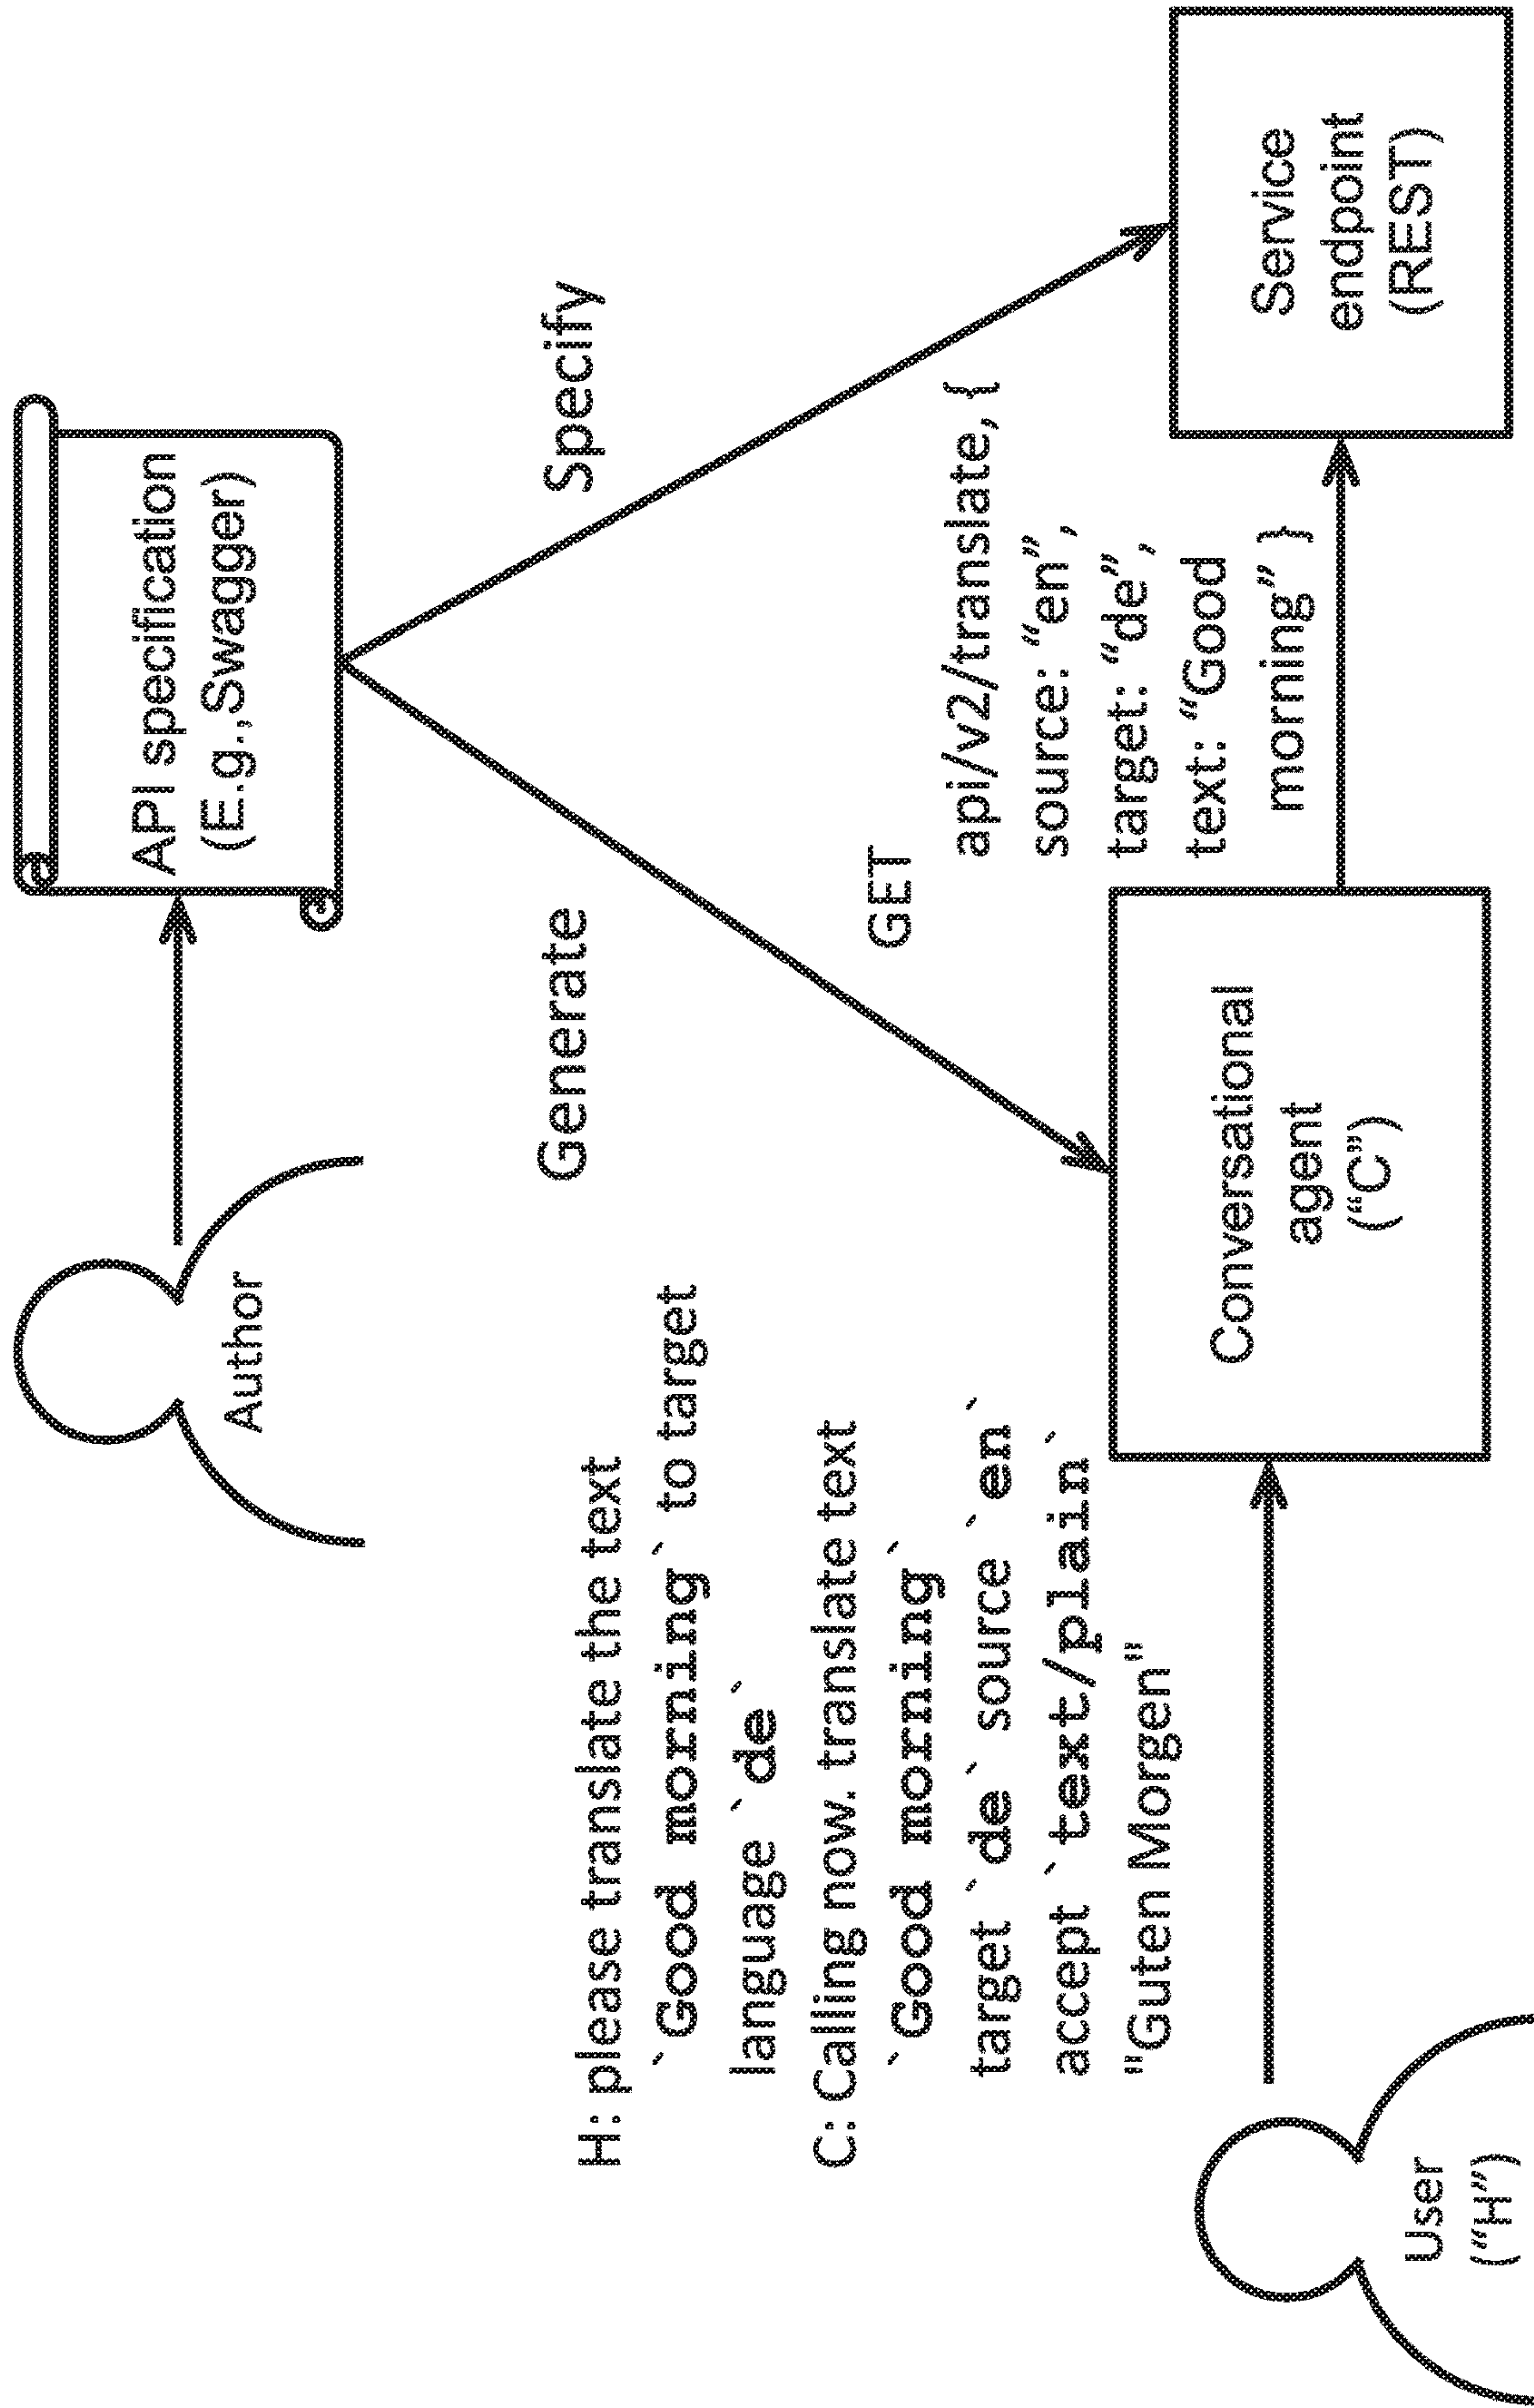 Author
API specification
(E.g.,Swagger)
Generate
Specify
H: please translate the text
`Good morning` to target
language `de`
C: Calling now. translate text
`Good morning`
target `de` source `en`
accept `text/plain`
"Guten Morgen"
GET
api/v2/translate, {
source: “en”,
target: “de”,
text: “Good
morning” }
User
(“H”)
Conversational
agent
(“C”)
Service
endpoint
(REST)